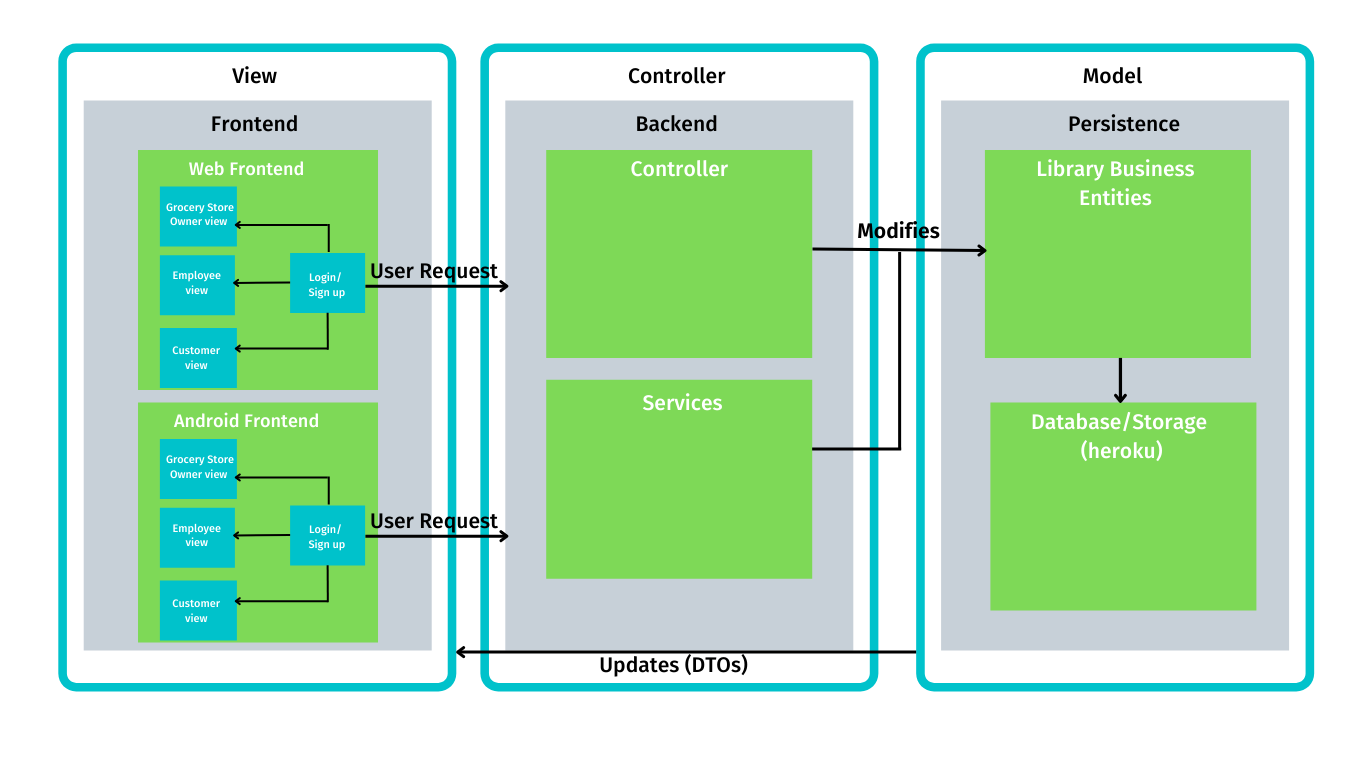 View
Frontend
Web Frontend
Grocery Store
Owner view
Employee
view
Customer
view
Login/
Sign up
User Request
Android Frontend
Grocery Store
Owner view
Employee
view
Customer
view
Login/
Sign up
User Request
Controller
Backend
Controller
Services
Modifies
Model
Persistence
Library Business
Entities
Database/Storage
(heroku)
Updates (DTOs)